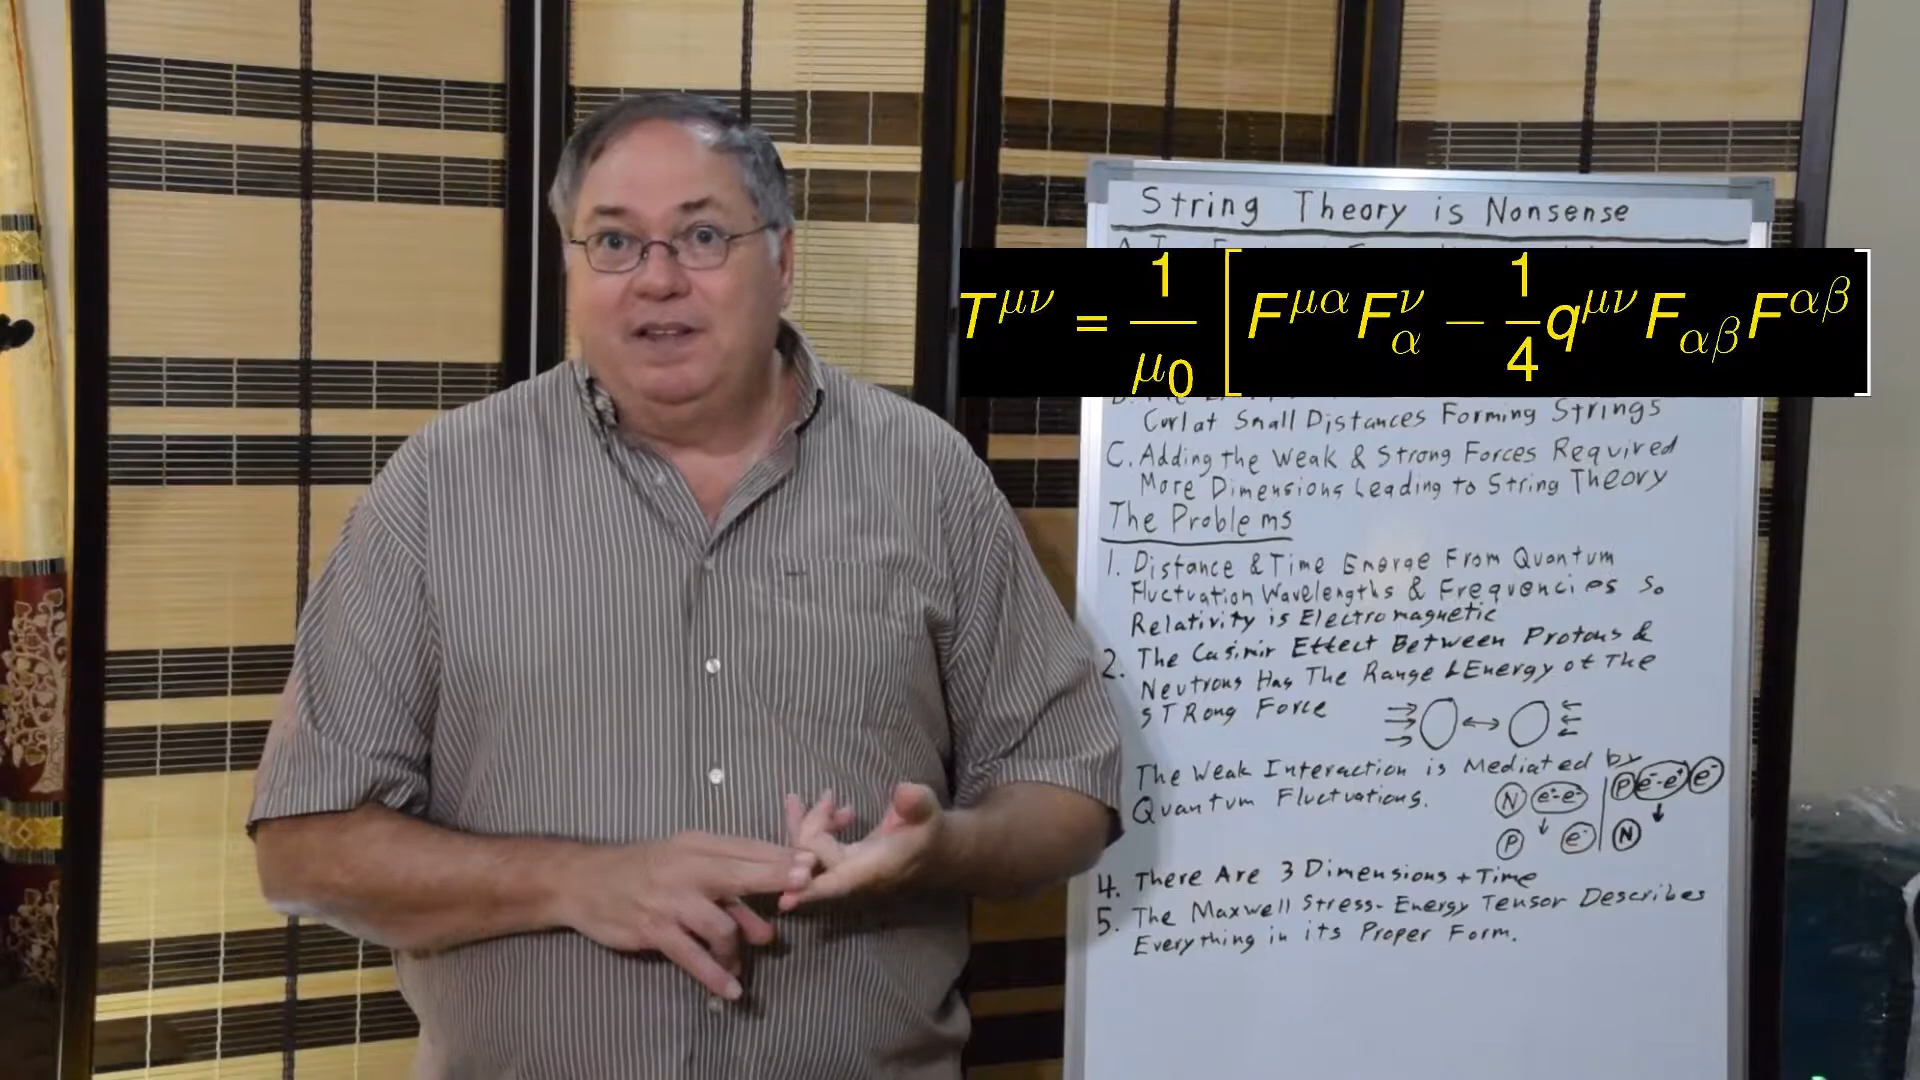 String Theory is Nonsense
T^{μν} = \frac{1}{μ_0} [ F^{μα} F^ν_α − \frac{1}{4} q^{μν} F_{αβ} F^{αβ} ]
Curl at Small Distances Forming Strings
C. Adding the Weak & Strong Forces Required
More Dimensions Leading to String Theory
The Problems
1. Distance & Time Emerge From Quantum
Fluctuation Wavelengths & Frequencies So
Relativity is Electromagnetic
2. The Casimir Effect Between Protons &
Neutrons Has The Range & Energy of The
STRong Force
The Weak Interaction is Mediated by
Quantum Fluctuations.
N e⁺-e⁻ P e⁻-e⁺ e⁻
P e⁻ N
4. There Are 3 Dimensions + Time
5. The Maxwell Stress-Energy Tensor Describes
Everything in its Proper Form.